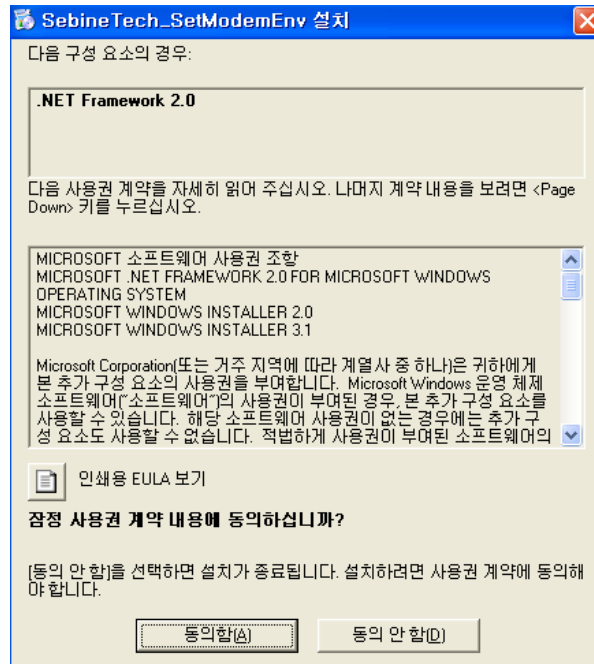 SebineTech_SetModemEnv 설치
다음 구성 요소의 경우:
.NET Framework 2.0
다음 사용권 계약을 자세히 읽어 주십시오. 나머지 계약 내용을 보려면 <Page
Down> 키를 누르십시오.
MICROSOFT 소프트웨어 사용권 조항
MICROSOFT .NET FRAMEWORK 2.0 FOR MICROSOFT WINDOWS
OPERATING SYSTEM
MICROSOFT WINDOWS INSTALLER 2.0
MICROSOFT WINDOWS INSTALLER 3.1
Microsoft Corporation(또는 거주 지역에 따라 계열사 중 하나)은 귀하에게
본 추가 구성 요소의 사용권을 부여합니다. Microsoft Windows 운영 체제
소프트웨어("소프트웨어")의 사용권이 부여된 경우, 본 추가 구성 요소를
사용할 수 있습니다. 해당 소프트웨어 사용권이 없는 경우에는 추가 구
성 요소도 사용할 수 없습니다. 적법하게 사용권이 부여된 소프트웨어의
인쇄용 EULA 보기
잠정 사용권 계약 내용에 동의하십니까?
[동의 안 함]을 선택하면 설치가 종료됩니다. 설치하려면 사용권 계약에 동의해
야 합니다.
동의함(A) 동의 안 함(D)